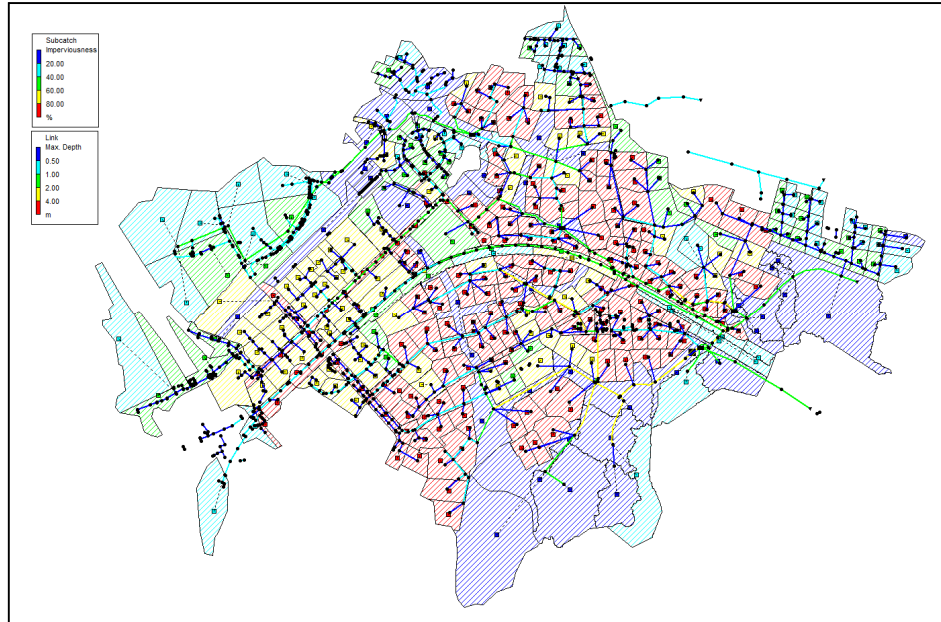 Subcatch
Imperviousness
20.00
40.00
60.00
80.00
%
Link
Max. Depth
0.50
1.00
2.00
4.00
m